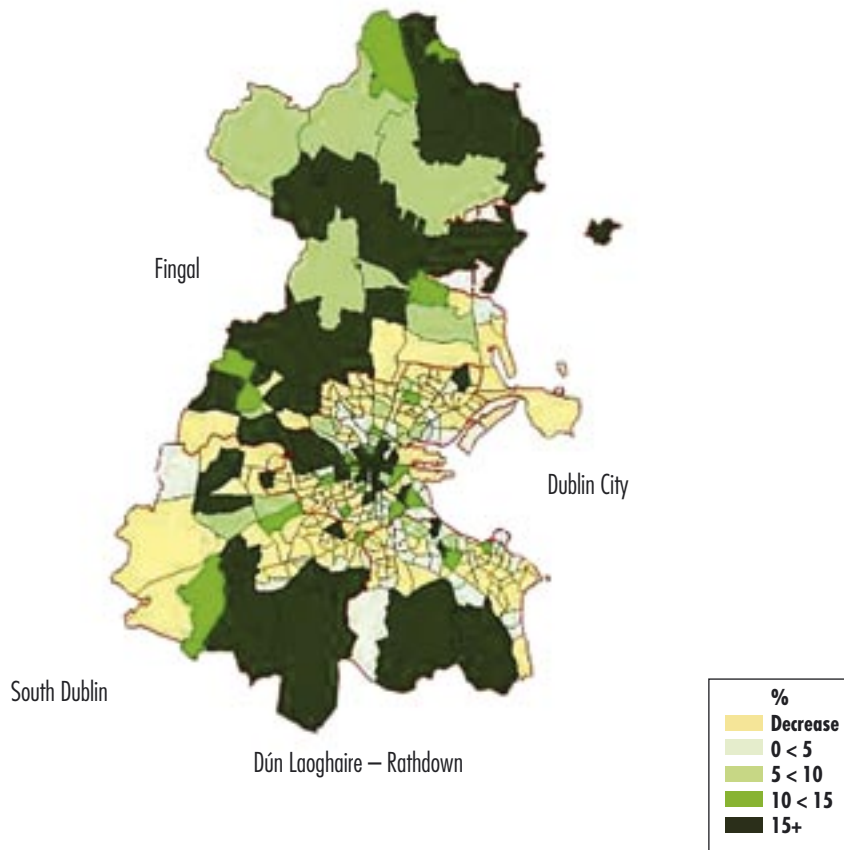 Fingal
Dublin City
South Dublin
Dún Laoghaire – Rathdown
%
Decrease
0 < 5
5 < 10
10 < 15
15+